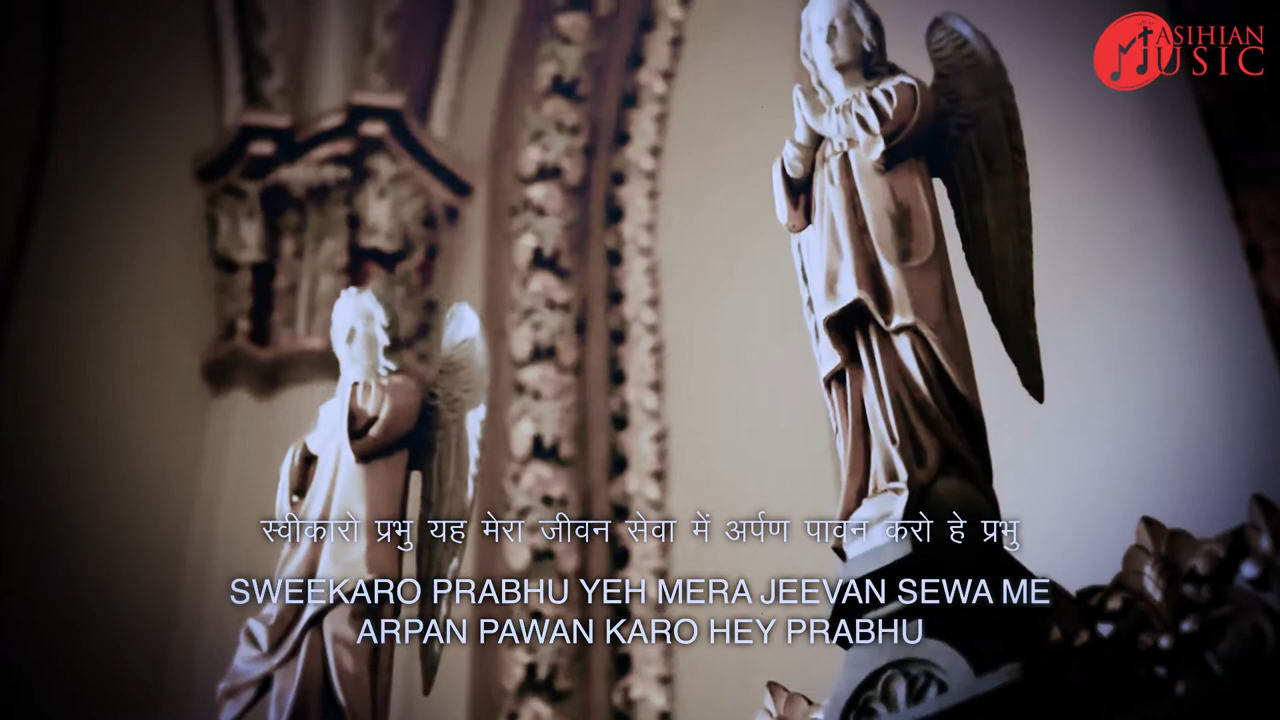 MASIHIAN
MUSIC
स्वीकारो प्रभु यह मेरा जीवन सेवा में अर्पण पावन करो हे प्रभु
SWEEKARO PRABHU YEH MERA JEEVAN SEWA ME
ARPAN PAWAN KARO HEY PRABHU